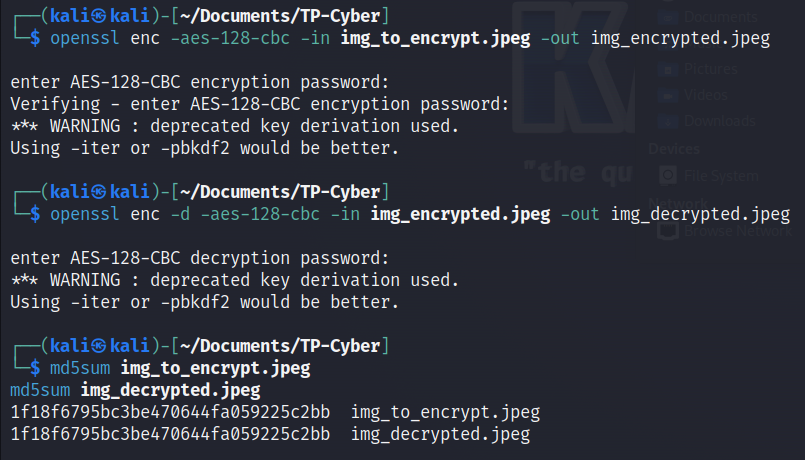 ┌──(kali㉿kali)-[~/Documents/TP-Cyber]
└─$ openssl enc -aes-128-cbc -in img_to_encrypt.jpeg -out img_encrypted.jpeg
enter AES-128-CBC encryption password:
Verifying - enter AES-128-CBC encryption password:
*** WARNING : deprecated key derivation used.
Using -iter or -pbkdf2 would be better.
┌──(kali㉿kali)-[~/Documents/TP-Cyber]
└─$ openssl enc -d -aes-128-cbc -in img_encrypted.jpeg -out img_decrypted.jpeg
enter AES-128-CBC decryption password:
*** WARNING : deprecated key derivation used.
Using -iter or -pbkdf2 would be better.
┌──(kali㉿kali)-[~/Documents/TP-Cyber]
└─$ md5sum img_to_encrypt.jpeg
md5sum img_decrypted.jpeg
1f18f6795bc3be470644fa059225c2bb  img_to_encrypt.jpeg
1f18f6795bc3be470644fa059225c2bb  img_decrypted.jpeg
Documents
Pictures
Videos
Downloads
Devices
File System
Network
Browse Network
"the qu